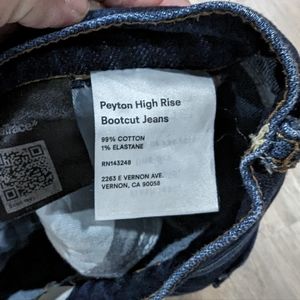 Peyton High Rise
Bootcut Jeans
99% COTTON
1% ELASTANE
RN143248
2263 E VERNON AVE.
VERNON, CA 90058